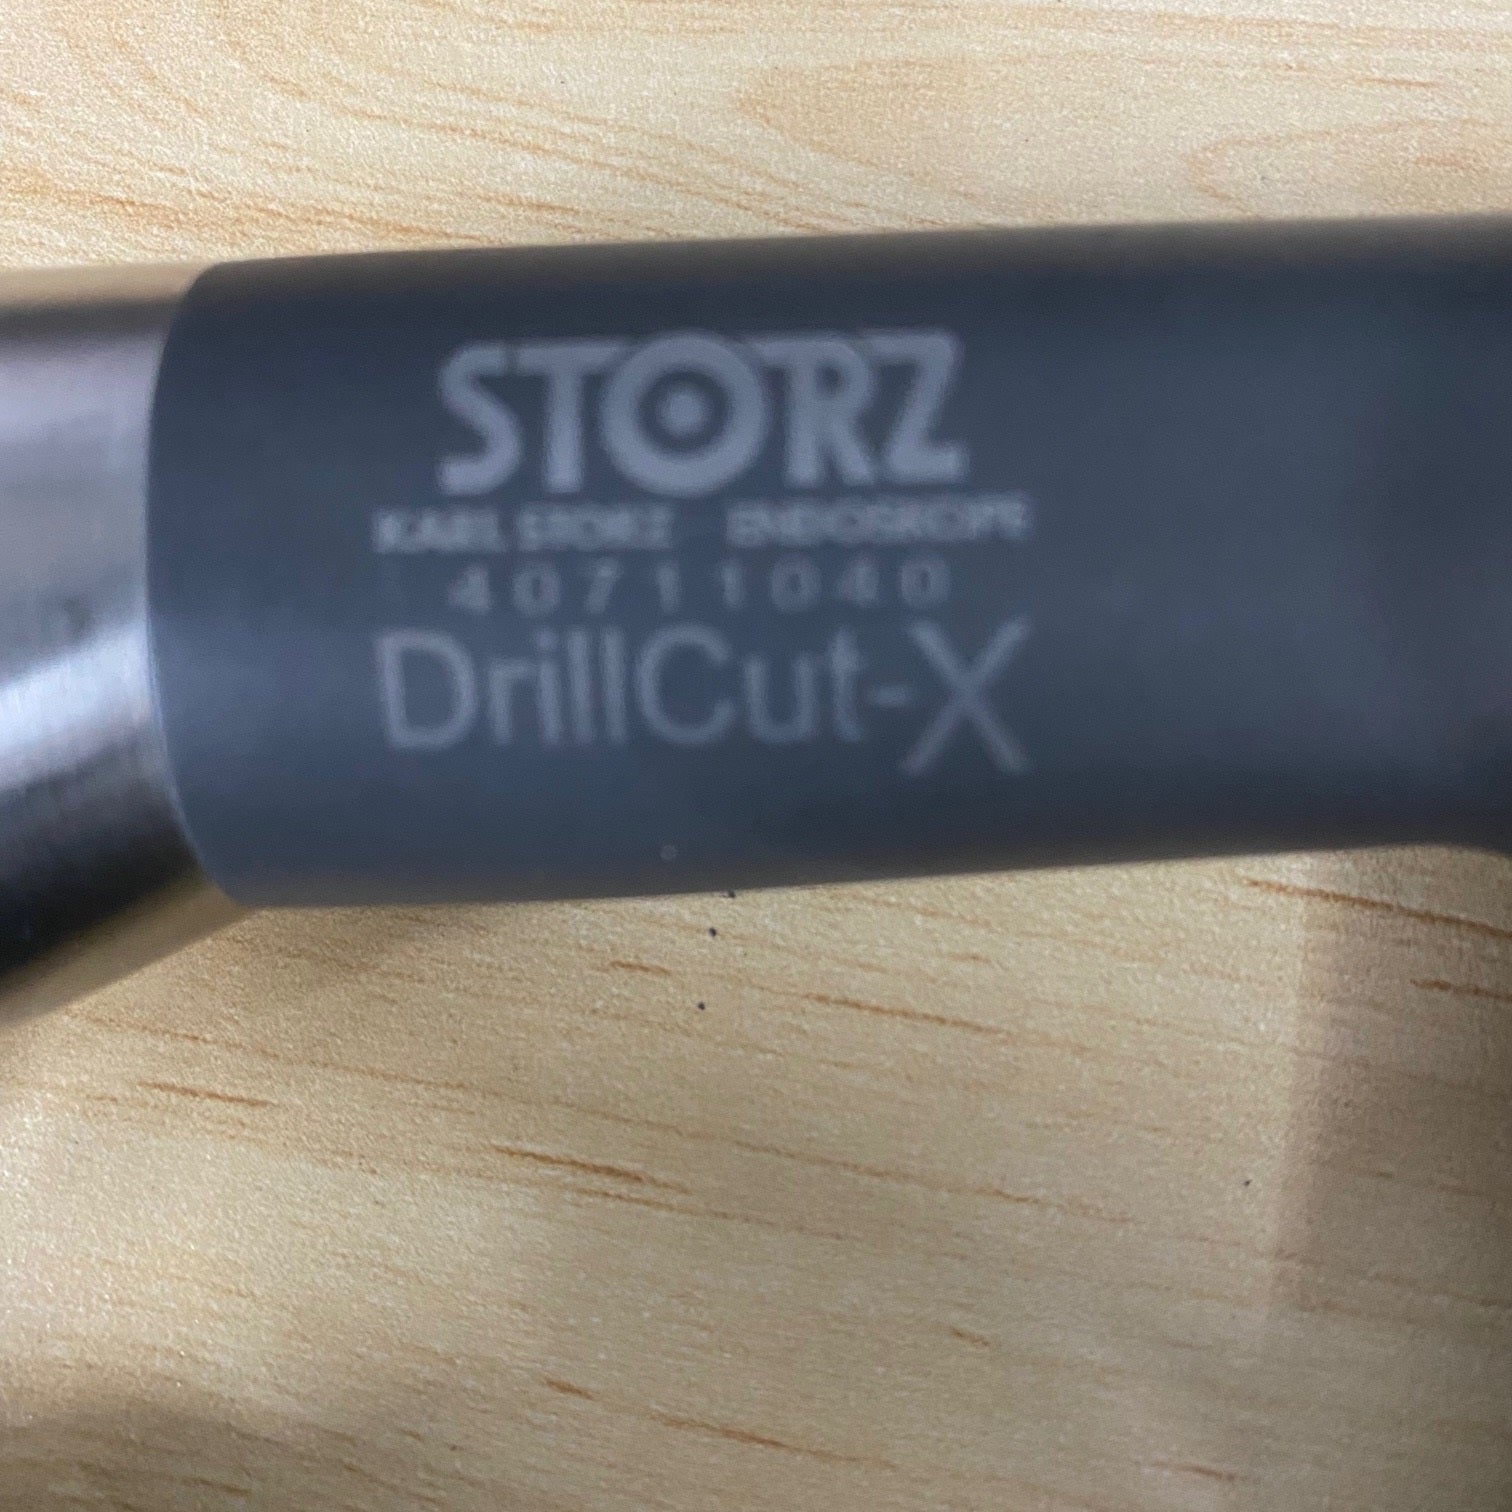 STORZ
KARL STORZ ENDOSKOPE
40711040
DrillCut-X